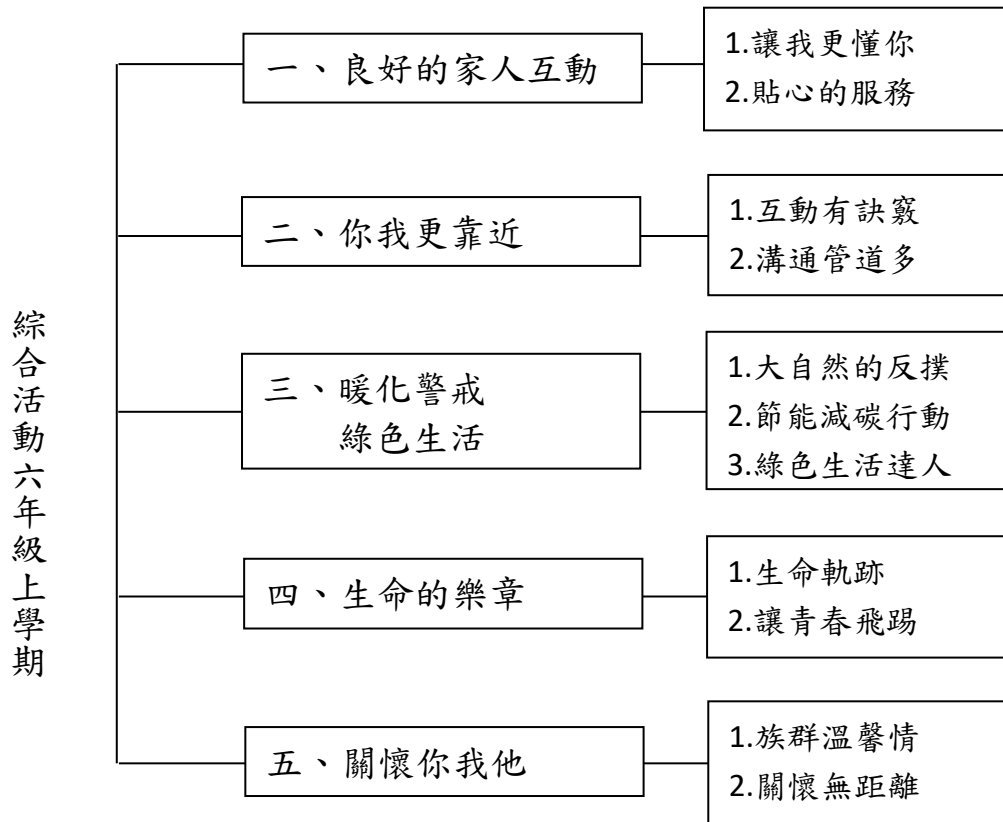 綜合活動六年級上學期
一、良好的家人互動
1.讓我更懂你
2.貼心的服務
二、你我更靠近
1.互動有訣竅
2.溝通管道多
三、暖化警戒
綠色生活
1.大自然的反撲
2.節能減碳行動
3.綠色生活達人
四、生命的樂章
1.生命軌跡
2.讓青春飛踢
五、關懷你我他
1.族群溫馨情
2.關懷無距離